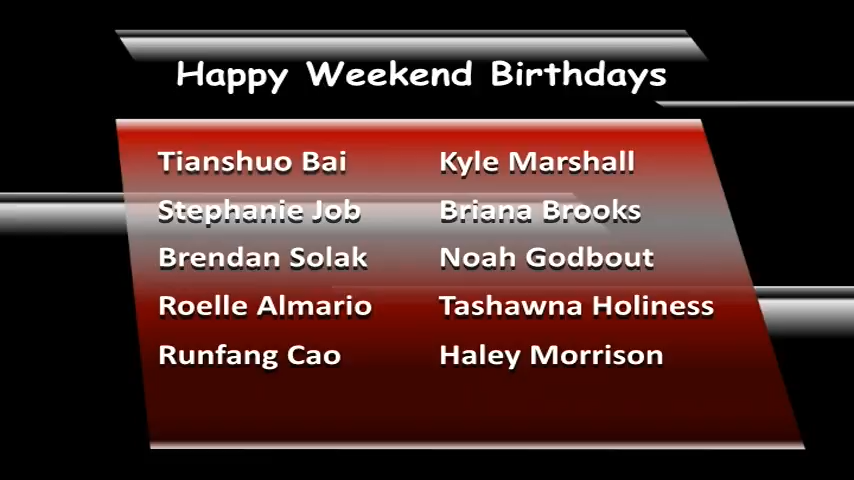 Happy Weekend Birthdays
Tianshuo Bai
Stephanie Job
Brendan Solak
Roelle Almario
Runfang Cao
Kyle Marshall
Briana Brooks
Noah Godbout
Tashawna Holiness
Haley Morrison